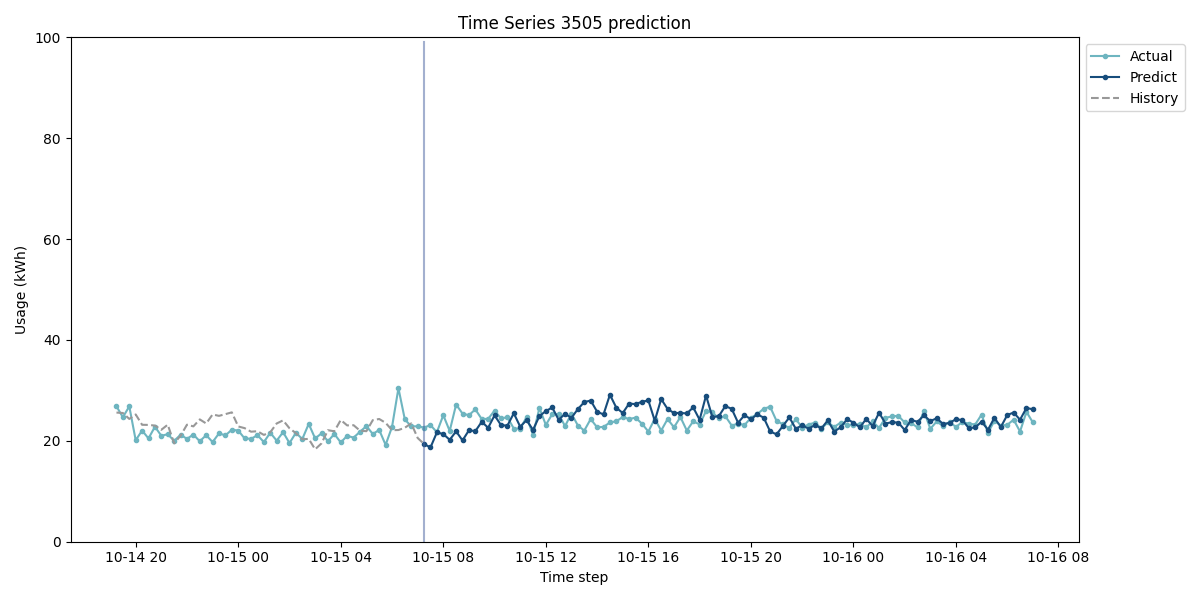 Time Series 3505 prediction
100
80
60
40
20
0
Usage (kWh)
10-14 20
10-15 00
10-15 04
10-15 08
10-15 12
10-15 16
10-15 20
10-16 00
10-16 04
10-16 08
Time step
Actual
Predict
History